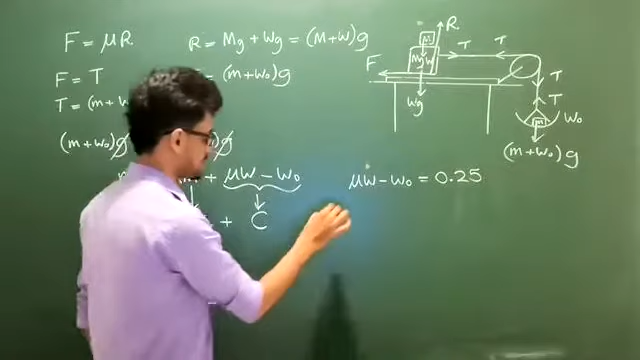 F = μR
R = Mg + Wg = (M+W)g
F = T
= (m+w₀)g
T = (m+w
(m+w₀)g
g
+ μW − w₀
+ C
μW − w₀ = 0.25
R
M
Mg W
F
T
T
Wg
T
T
m
W₀
(m+w₀)g